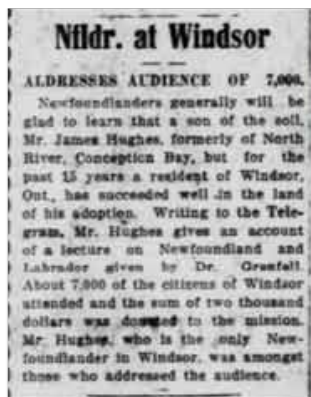 Nfldr. at Windsor
ALDRESSES AUDIENCE OF 7,000.
Newfoundlanders generally will be
glad to learn that a son of the soil,
Mr. James Hughes, formerly of North
River, Conception Bay, but for the
past 15 years a resident of Windsor,
Ont., has succeeded well in the land
of his adoption. Writing to the Tele-
gram, Mr. Hughes gives an account
of a lecture on Newfoundland and
Labrador given by Dr. Grenfell.
About 7,000 of the citizens of Windsor
attended and the sum of two thousand
dollars was donated to the mission.
Mr. Hughes, who is the only New-
foundlander in Windsor, was amongst
those who addressed the audience.